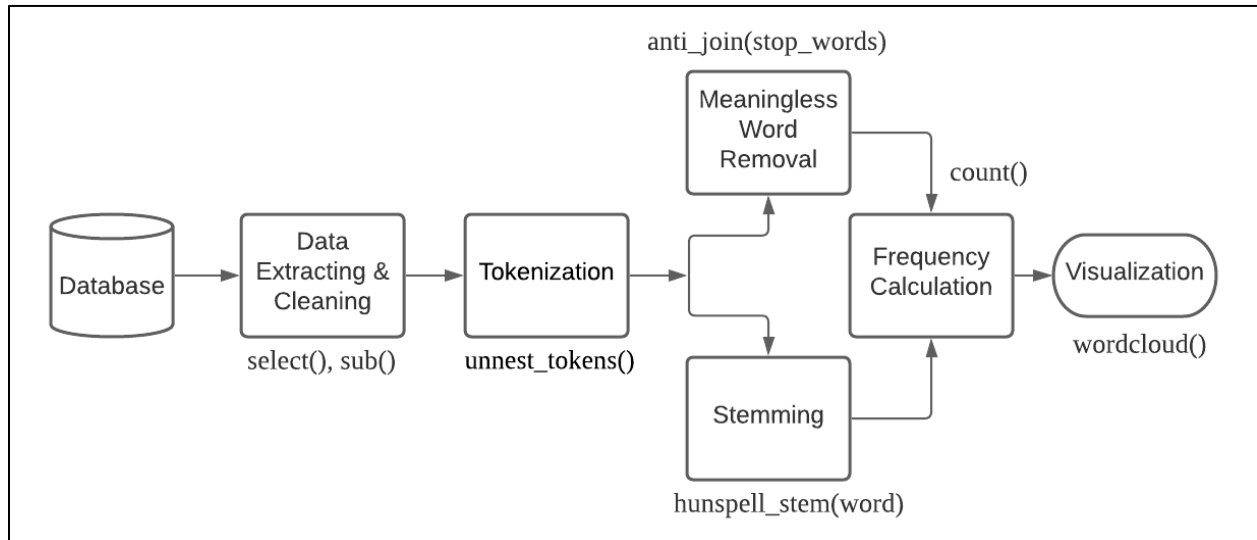 anti_join(stop_words)
Meaningless
Word
Removal
count()
Database
Data
Extracting &
Cleaning
select(), sub()
Tokenization
unnest_tokens()
Frequency
Calculation
Visualization
wordcloud()
Stemming
hunspell_stem(word)